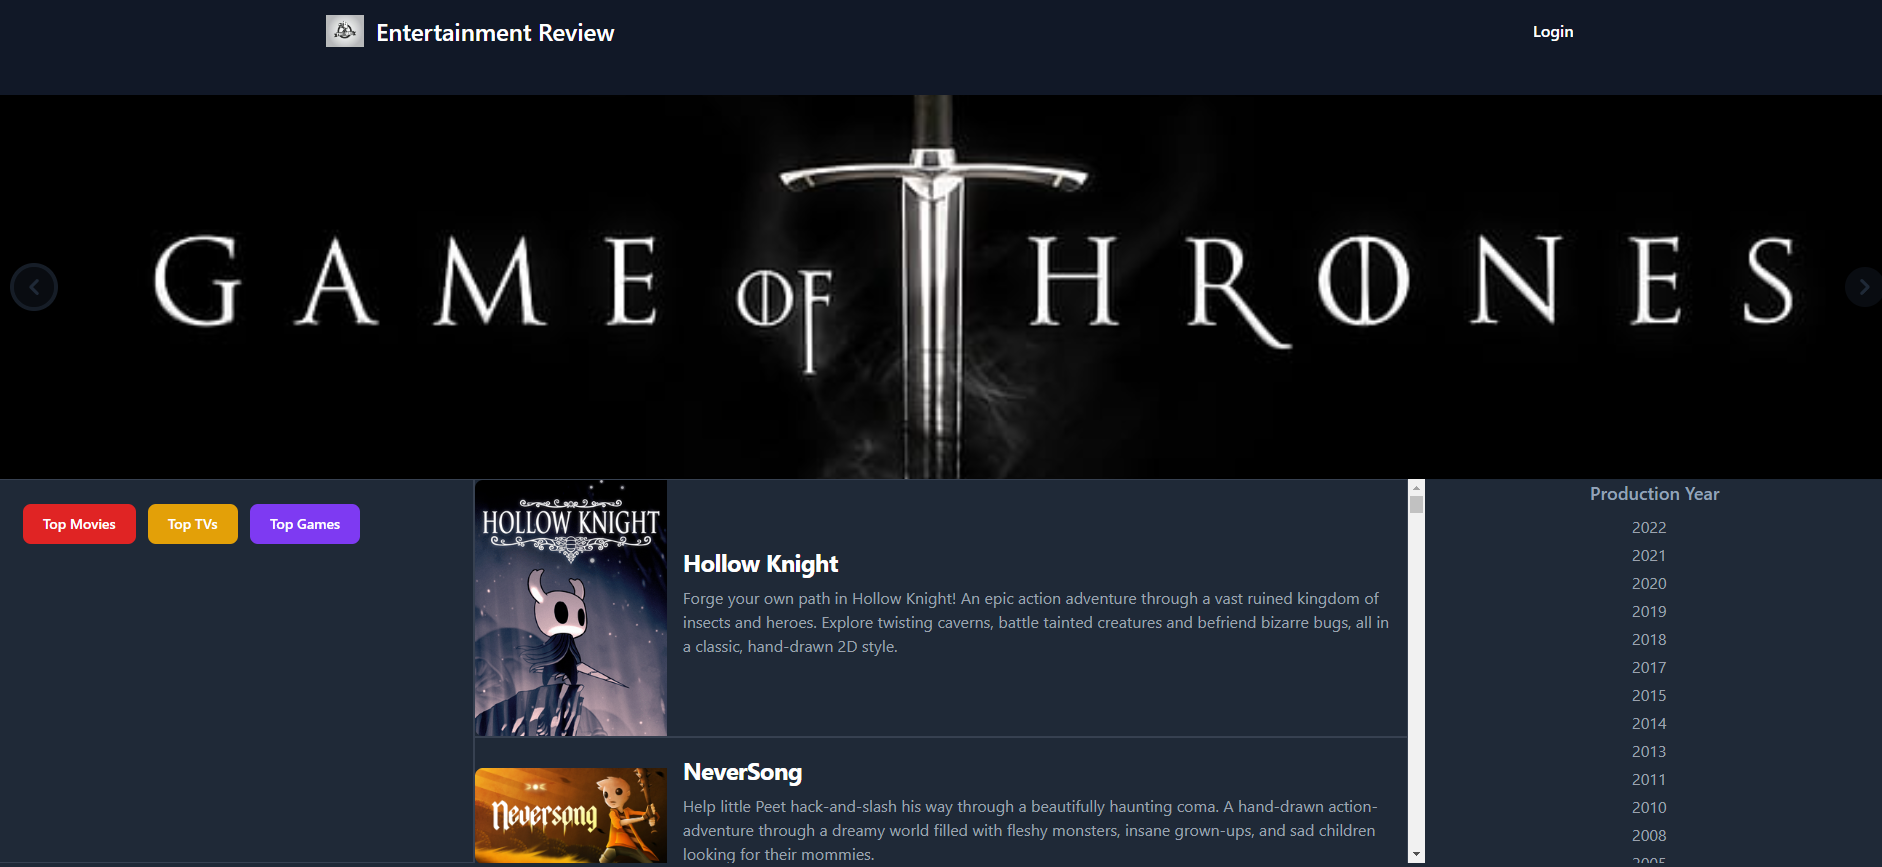 Entertainment Review
Login
GAME OF THRONES
Top Movies
Top TVs
Top Games
HOLLOW KNIGHT
Hollow Knight
Forge your own path in Hollow Knight! An epic action adventure through a vast ruined kingdom of
insects and heroes. Explore twisting caverns, battle tainted creatures and befriend bizarre bugs, all in
a classic, hand-drawn 2D style.
Neversong
NeverSong
Help little Peet hack-and-slash his way through a beautifully haunting coma. A hand-drawn action-
adventure through a dreamy world filled with fleshy monsters, insane grown-ups, and sad children
looking for their mommies.
Production Year
2022
2021
2020
2019
2018
2017
2015
2014
2013
2011
2010
2008